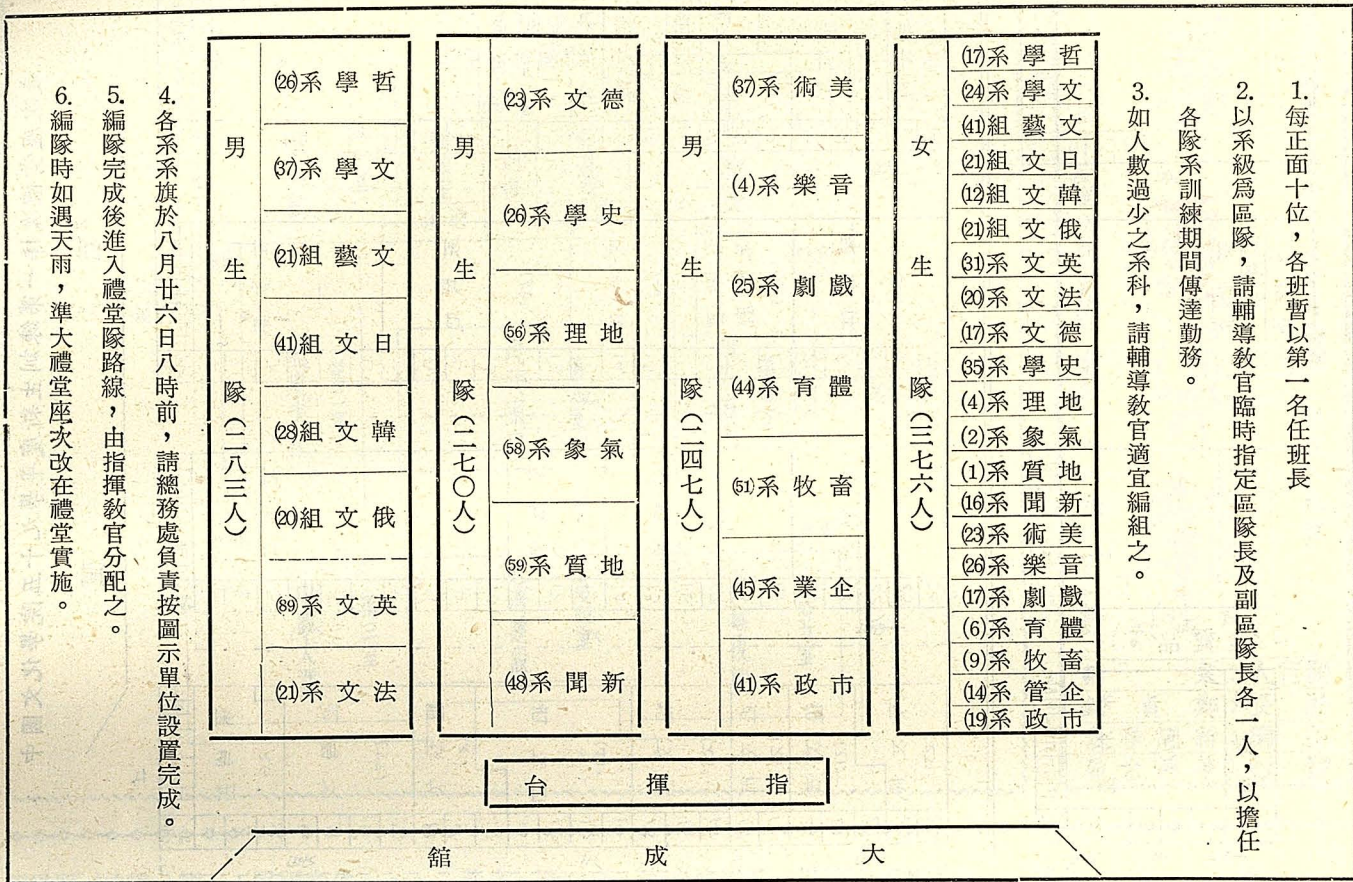 1.每正面十位，各班暫以第一名任班長
2.以系級爲區隊，請輔導敎官臨時指定區隊長及副區隊長各一人，以擔任
各隊系訓練期間傳達勤務。
3.如人數過少之系科，請輔導敎官適宜編組之。
哲學系(17)
文學系(24)
文藝組(41)
日文組(21)
韓文組(12)
俄文組(21)
英文系(31)
法文系(20)
德文系(17)
史學系(35)
地理系(4)
氣象系(2)
地質系(1)
新聞系(16)
美術系(23)
音樂系(26)
戲劇系(17)
體育系(6)
畜牧系(9)
企管系(14)
市政系(19)
女生隊（三七六人）
美術系(37)
音樂系(4)
戲劇系(25)
體育系(44)
畜牧系(51)
企業系(45)
市政系(41)
男生隊（二四七人）
德文系(23)
史學系(26)
地理系(56)
氣象系(58)
地質系(59)
新聞系(48)
男生隊（二七〇人）
哲學系(26)
文學系(37)
文藝組(21)
日文組(41)
韓文組(28)
俄文組(20)
英文系(89)
法文系(21)
男生隊（二八三人）
4.各系系旗於八月廿六日八時前，請總務處負責按圖示單位設置完成。
5.編隊完成後進入禮堂隊路線，由指揮敎官分配之。
6.編隊時如遇天雨，準大禮堂座次改在禮堂實施。
指揮台
大成舘